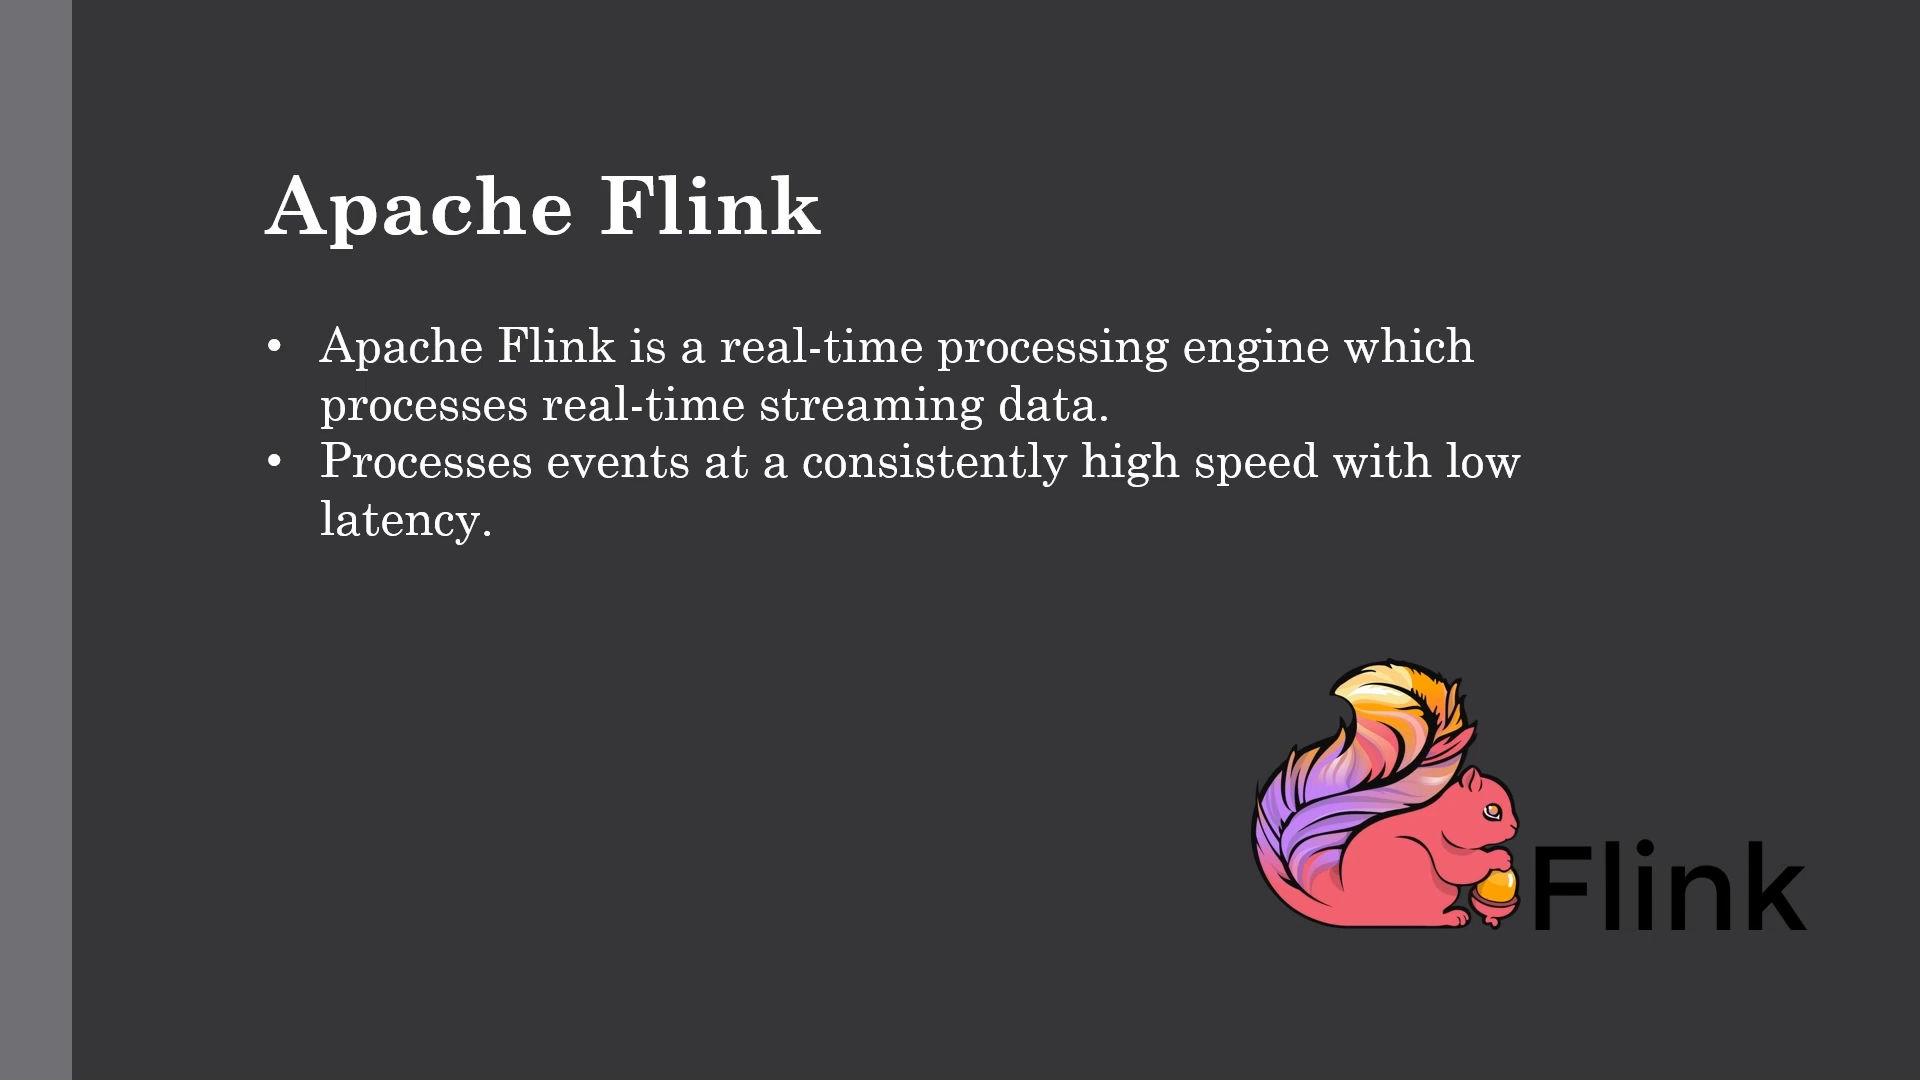 Apache Flink
• Apache Flink is a real-time processing engine which
processes real-time streaming data.
• Processes events at a consistently high speed with low
latency.
Flink